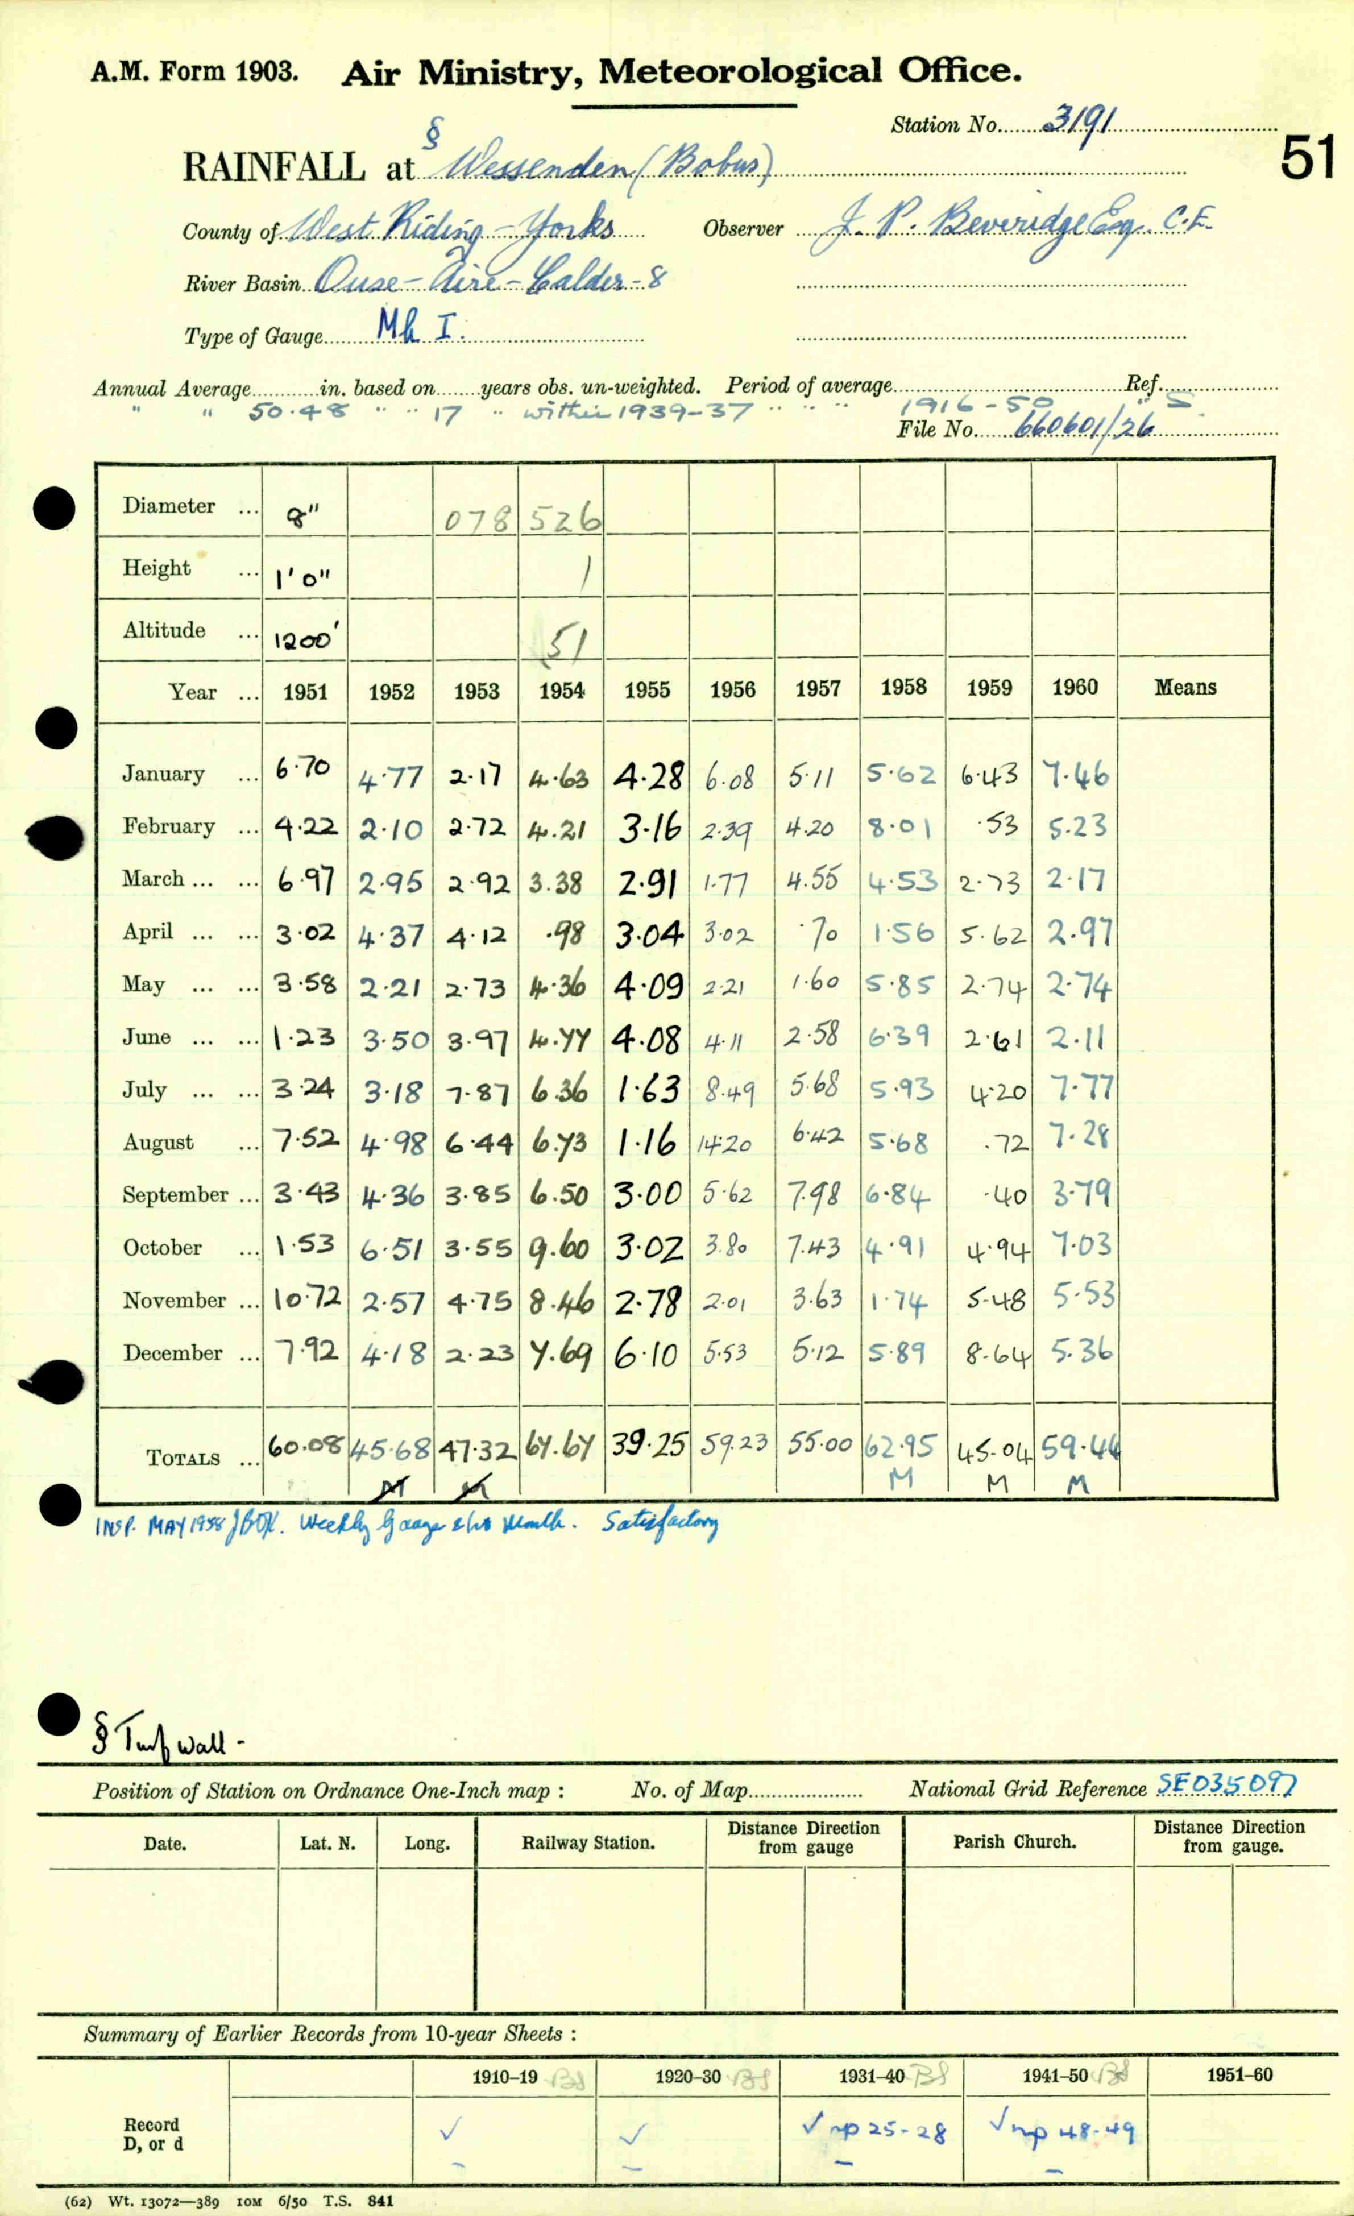 A.M. Form 1903. Air Ministry, Meteorological Office.
Station No. 3191
51
§
RAINFALL at Wessenden (Bobus)
County of West Riding - Yorks Observer J. P. Beveridge Esq. C.E.
River Basin Ouse - Aire - Calder - 8
Type of Gauge Mk I.
Annual Average in. based on years obs. un-weighted. Period of average Ref.
" " 50.48 " " 17 " within 1939-37 " " " 1916-50 " S.
File No. 660601/26
Diameter ... 8" 078 526
Height ... 1'0" 1
Altitude ... 1200' 51
Year ... 1951 1952 1953 1954 1955 1956 1957 1958 1959 1960 Means
January ... 6.70 4.77 2.17 4.63 4.28 6.08 5.11 5.62 6.43 7.46
February ... 4.22 2.10 2.72 4.21 3.16 2.39 4.20 8.01 .53 5.23
March ... ... 6.97 2.95 2.92 3.38 2.91 1.77 4.55 4.53 2.73 2.17
April ... ... 3.02 4.37 4.12 .98 3.04 3.02 .70 1.56 5.62 2.97
May ... ... 3.58 2.21 2.73 4.36 4.09 2.21 1.60 5.85 2.74 2.74
June ... ... 1.23 3.50 3.97 4.77 4.08 4.11 2.58 6.39 2.61 2.11
July ... ... 3.24 3.18 7.87 6.36 1.63 8.49 5.68 5.93 4.20 7.77
August ... 7.52 4.98 6.44 6.73 1.16 14.20 6.42 5.68 .72 7.28
September ... 3.43 4.36 3.85 6.50 3.00 5.62 7.98 6.84 .40 3.79
October ... 1.53 6.51 3.55 9.60 3.02 3.80 7.43 4.91 4.94 7.03
November ... 10.72 2.57 4.75 8.46 2.78 2.01 3.63 1.74 5.48 5.53
December ... 7.92 4.18 2.23 7.69 6.10 5.53 5.12 5.89 8.64 5.36
TOTALS ... 60.08 45.68 47.32 67.67 39.25 59.23 55.00 62.95 45.04 59.44
M M M M M
INSP. MAY 1958 Weekly Gauge Month. Satisfactory
§ Turf wall -
Position of Station on Ordnance One-Inch map : No. of Map National Grid Reference SE035097
Date. Lat. N. Long. Railway Station. Distance from Direction gauge Parish Church. Distance from Direction gauge.
Summary of Earlier Records from 10-year Sheets :
1910–19 BS 1920–30 BS 1931–40 BS 1941–50 BS 1951–60
Record
D, or d
✓ ✓ ✓ np 25-28 ✓ np 48-49
(62) Wt. 13072—389 10M 6/50 T.S. 841